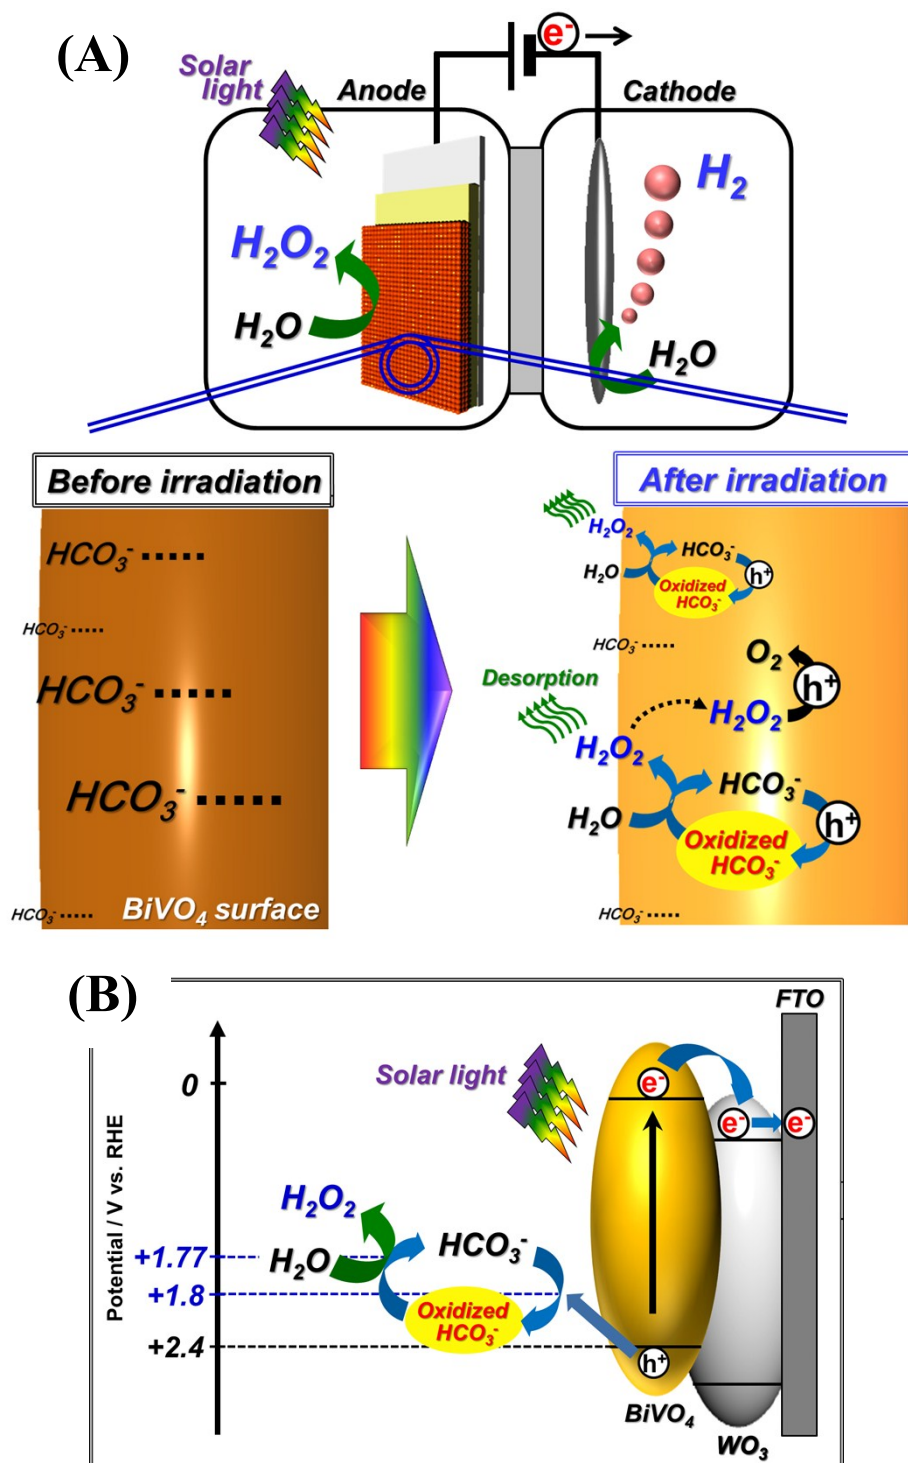 (A)
e-
Solar
light
Anode
Cathode
H2
H2O2
H2O
H2O
Before irradiation
After irradiation
HCO3-
HCO3-
HCO3-
HCO3-
HCO3-
BiVO4 surface
H2O2
HCO3-
H2O
h+
Oxidized
HCO3-
HCO3-
O2
h+
Desorption
H2O2
H2O2
HCO3-
H2O
h+
Oxidized
HCO3-
HCO3-
(B)
FTO
Solar light
0
e-
e-
e-
Potential / V vs. RHE
H2O2
HCO3-
+1.77
H2O
+1.8
Oxidized
HCO3-
+2.4
h+
BiVO4
WO3